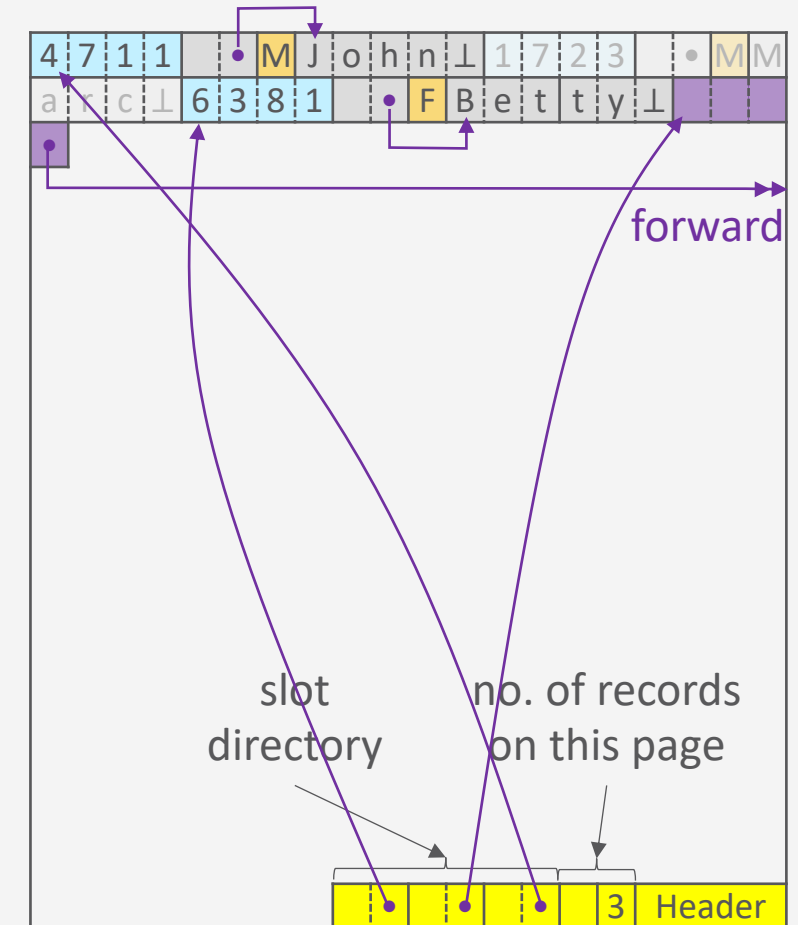 4 7 1 1 M J o h n ⊥ 1 7 2 3 M M
a r c ⊥ 6 3 8 1 F B e t t y ⊥
forward
slot directory
no. of records on this page
3 Header